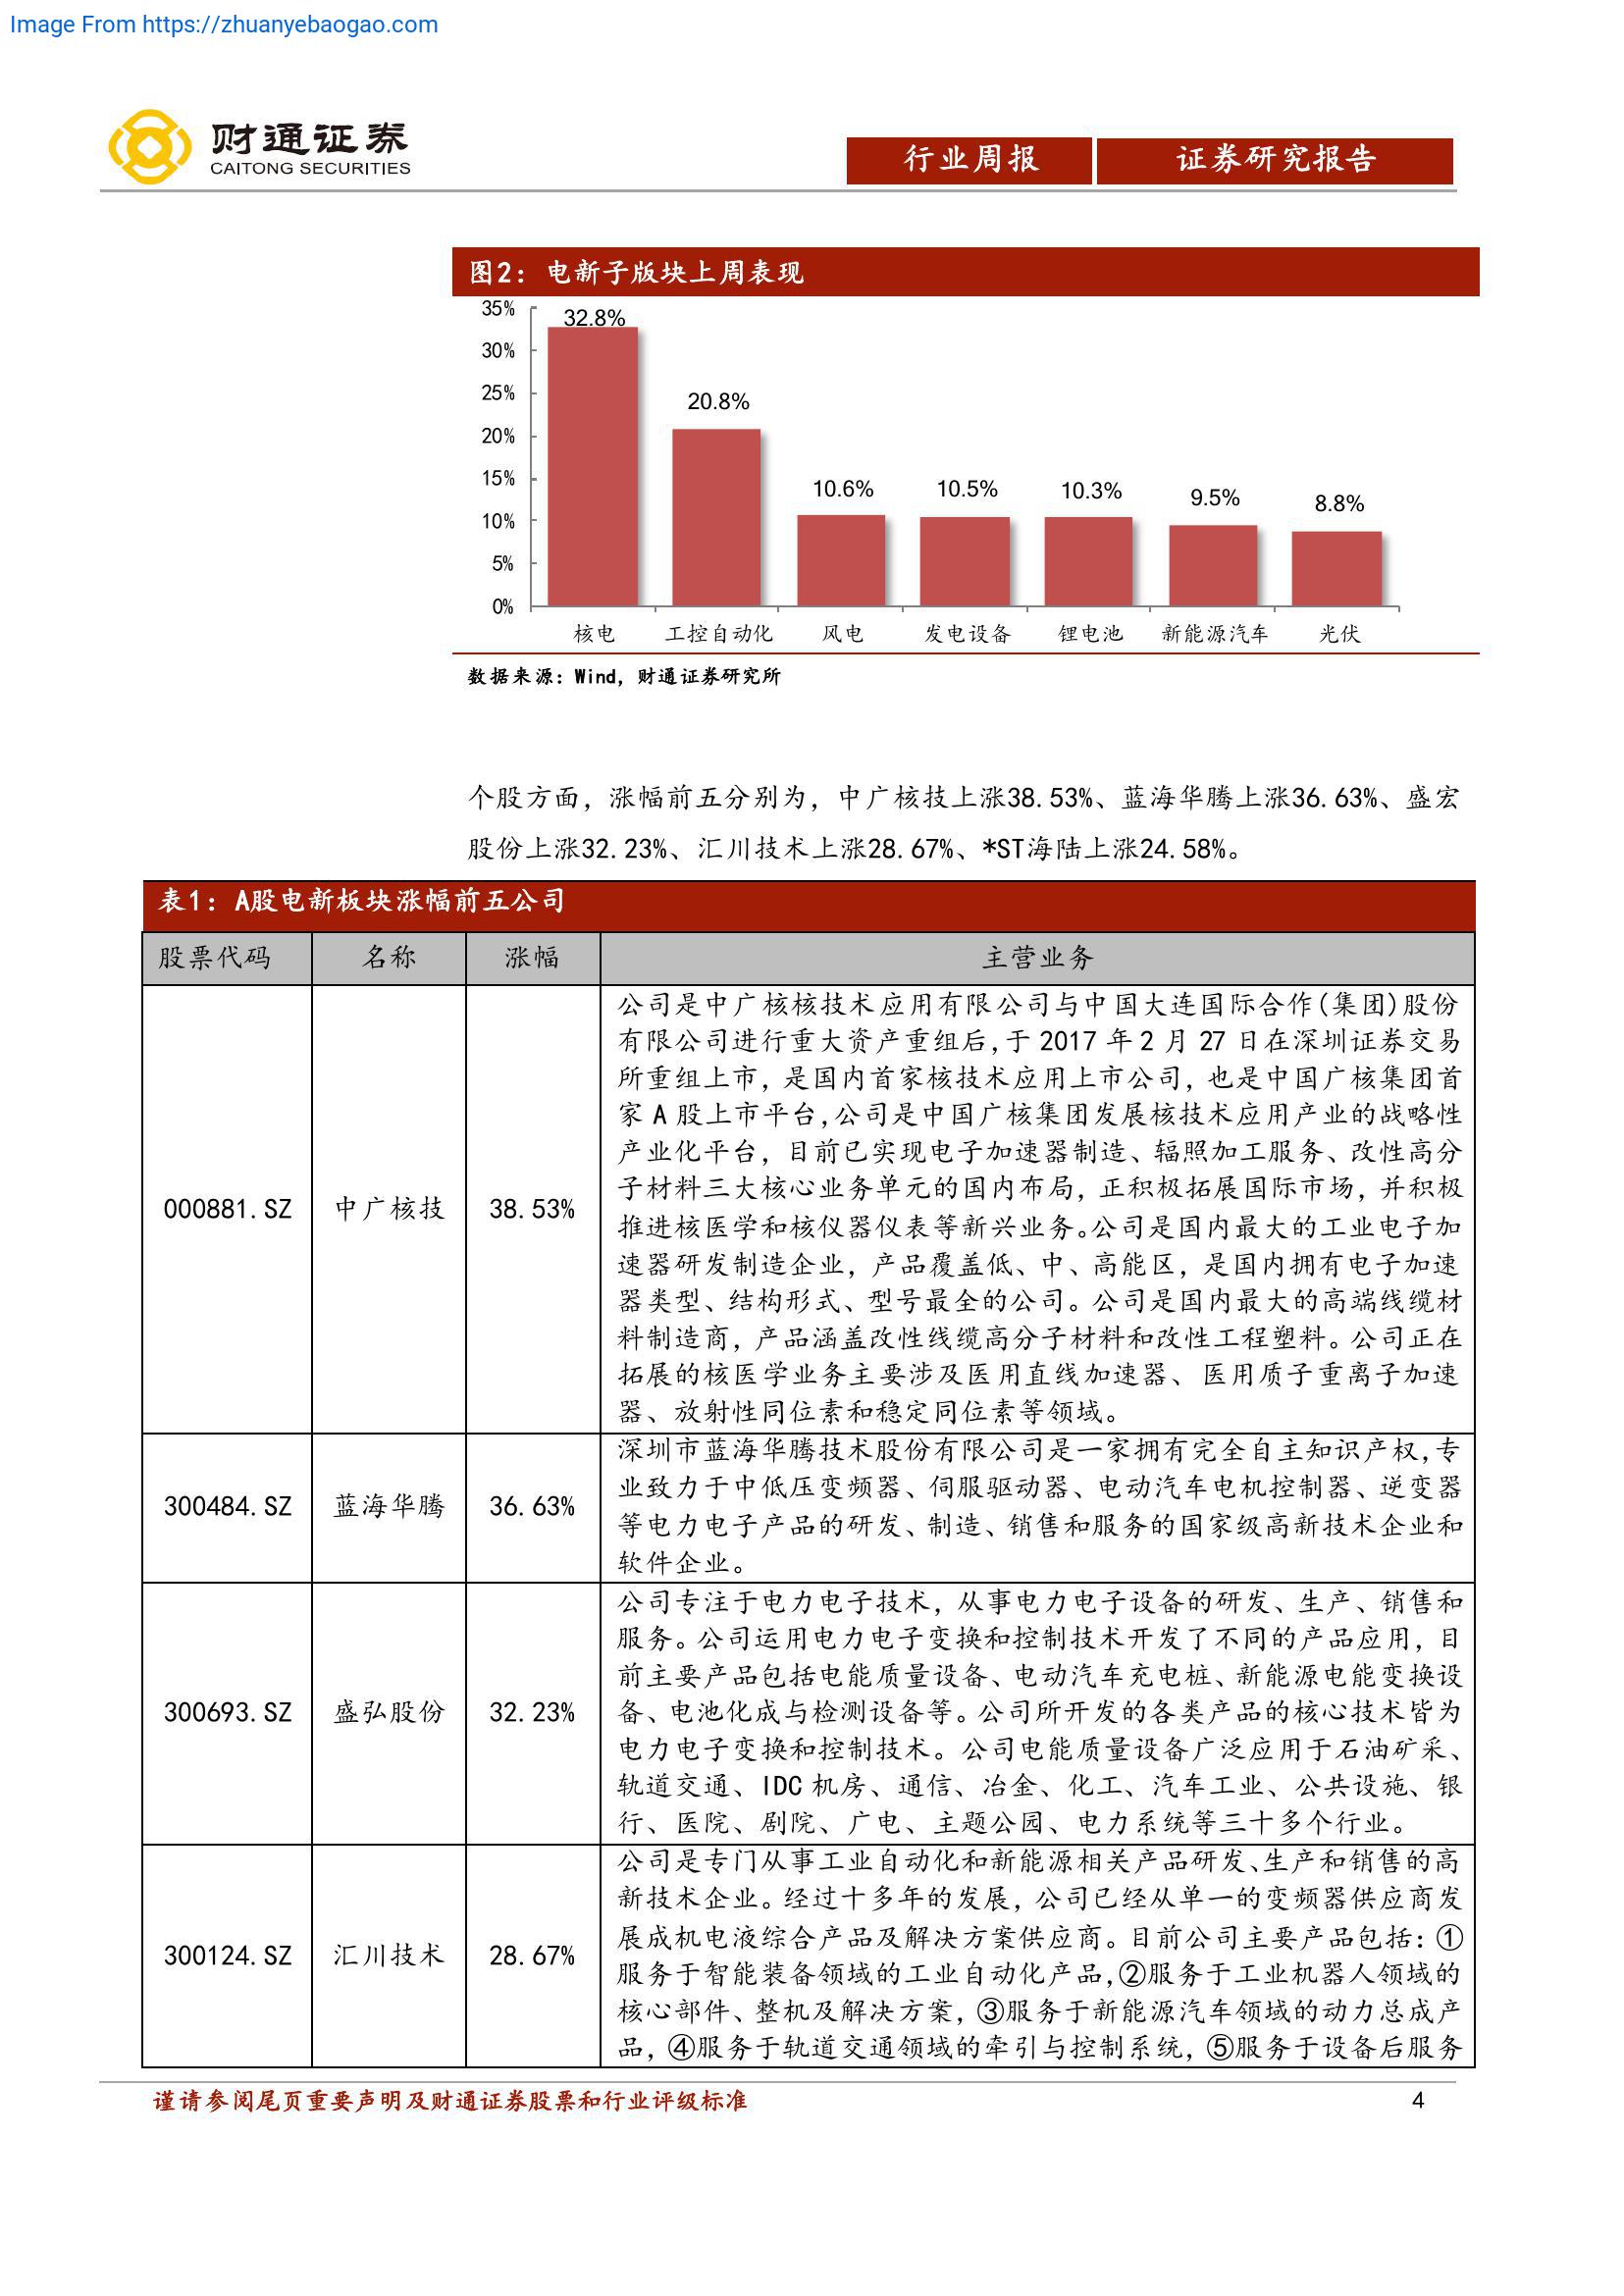 Image From https://zhuanyebaogao.com
财通证券
CAITONG SECURITIES
行业周报
证券研究报告
图2：电新子版块上周表现
35%
30%
25%
20%
15%
10%
5%
0%
32.8%
20.8%
10.6%
10.5%
10.3%
9.5%
8.8%
核电
工控自动化
风电
发电设备
锂电池
新能源汽车
光伏
数据来源：Wind，财通证券研究所
个股方面，涨幅前五分别为，中广核技上涨38.53%、蓝海华腾上涨36.63%、盛宏
股份上涨32.23%、汇川技术上涨28.67%、*ST海陆上涨24.58%。
表1：A股电新板块涨幅前五公司
股票代码 名称 涨幅 主营业务
000881.SZ 中广核技 38.53%
公司是中广核核技术应用有限公司与中国大连国际合作(集团)股份
有限公司进行重大资产重组后,于 2017 年 2 月 27 日在深圳证券交易
所重组上市，是国内首家核技术应用上市公司，也是中国广核集团首
家 A 股上市平台,公司是中国广核集团发展核技术应用产业的战略性
产业化平台，目前已实现电子加速器制造、辐照加工服务、改性高分
子材料三大核心业务单元的国内布局，正积极拓展国际市场，并积极
推进核医学和核仪器仪表等新兴业务。公司是国内最大的工业电子加
速器研发制造企业，产品覆盖低、中、高能区，是国内拥有电子加速
器类型、结构形式、型号最全的公司。公司是国内最大的高端线缆材
料制造商，产品涵盖改性线缆高分子材料和改性工程塑料。公司正在
拓展的核医学业务主要涉及医用直线加速器、医用质子重离子加速
器、放射性同位素和稳定同位素等领域。
300484.SZ 蓝海华腾 36.63%
深圳市蓝海华腾技术股份有限公司是一家拥有完全自主知识产权,专
业致力于中低压变频器、伺服驱动器、电动汽车电机控制器、逆变器
等电力电子产品的研发、制造、销售和服务的国家级高新技术企业和
软件企业。
300693.SZ 盛弘股份 32.23%
公司专注于电力电子技术，从事电力电子设备的研发、生产、销售和
服务。公司运用电力电子变换和控制技术开发了不同的产品应用，目
前主要产品包括电能质量设备、电动汽车充电桩、新能源电能变换设
备、电池化成与检测设备等。公司所开发的各类产品的核心技术皆为
电力电子变换和控制技术。公司电能质量设备广泛应用于石油矿采、
轨道交通、IDC 机房、通信、冶金、化工、汽车工业、公共设施、银
行、医院、剧院、广电、主题公园、电力系统等三十多个行业。
300124.SZ 汇川技术 28.67%
公司是专门从事工业自动化和新能源相关产品研发、生产和销售的高
新技术企业。经过十多年的发展，公司已经从单一的变频器供应商发
展成机电液综合产品及解决方案供应商。目前公司主要产品包括：①
服务于智能装备领域的工业自动化产品,②服务于工业机器人领域的
核心部件、整机及解决方案，③服务于新能源汽车领域的动力总成产
品，④服务于轨道交通领域的牵引与控制系统，⑤服务于设备后服务
谨请参阅尾页重要声明及财通证券股票和行业评级标准
4